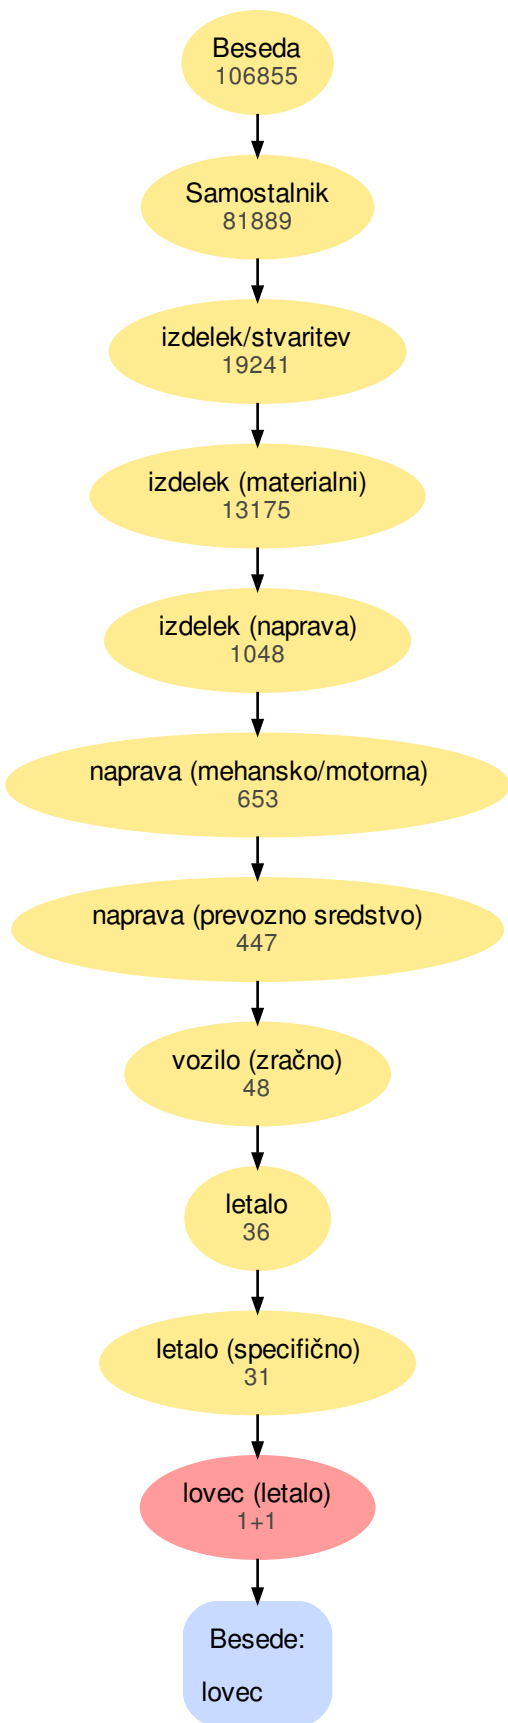 Beseda
106855
Samostalnik
81889
izdelek/stvaritev
19241
izdelek (materialni)
13175
izdelek (naprava)
1048
naprava (mehansko/motorna)
653
naprava (prevozno sredstvo)
447
vozilo (zračno)
48
letalo
36
letalo (specifično)
31
lovec (letalo)
1+1
Besede:
lovec